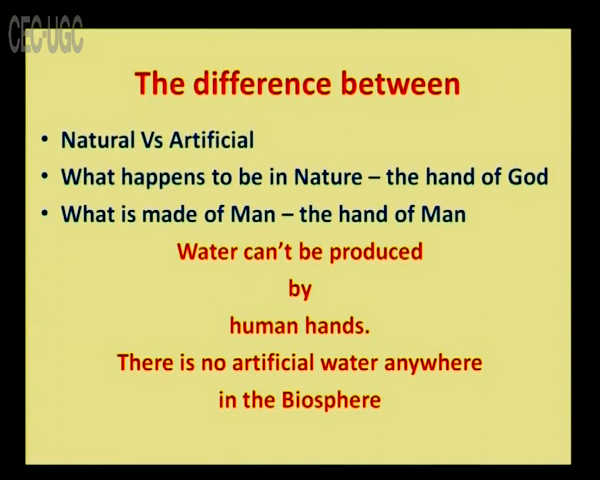 CEC-UGC
The difference between
• Natural Vs Artificial
• What happens to be in Nature – the hand of God
• What is made of Man – the hand of Man
Water can't be produced
by
human hands.
There is no artificial water anywhere
in the Biosphere